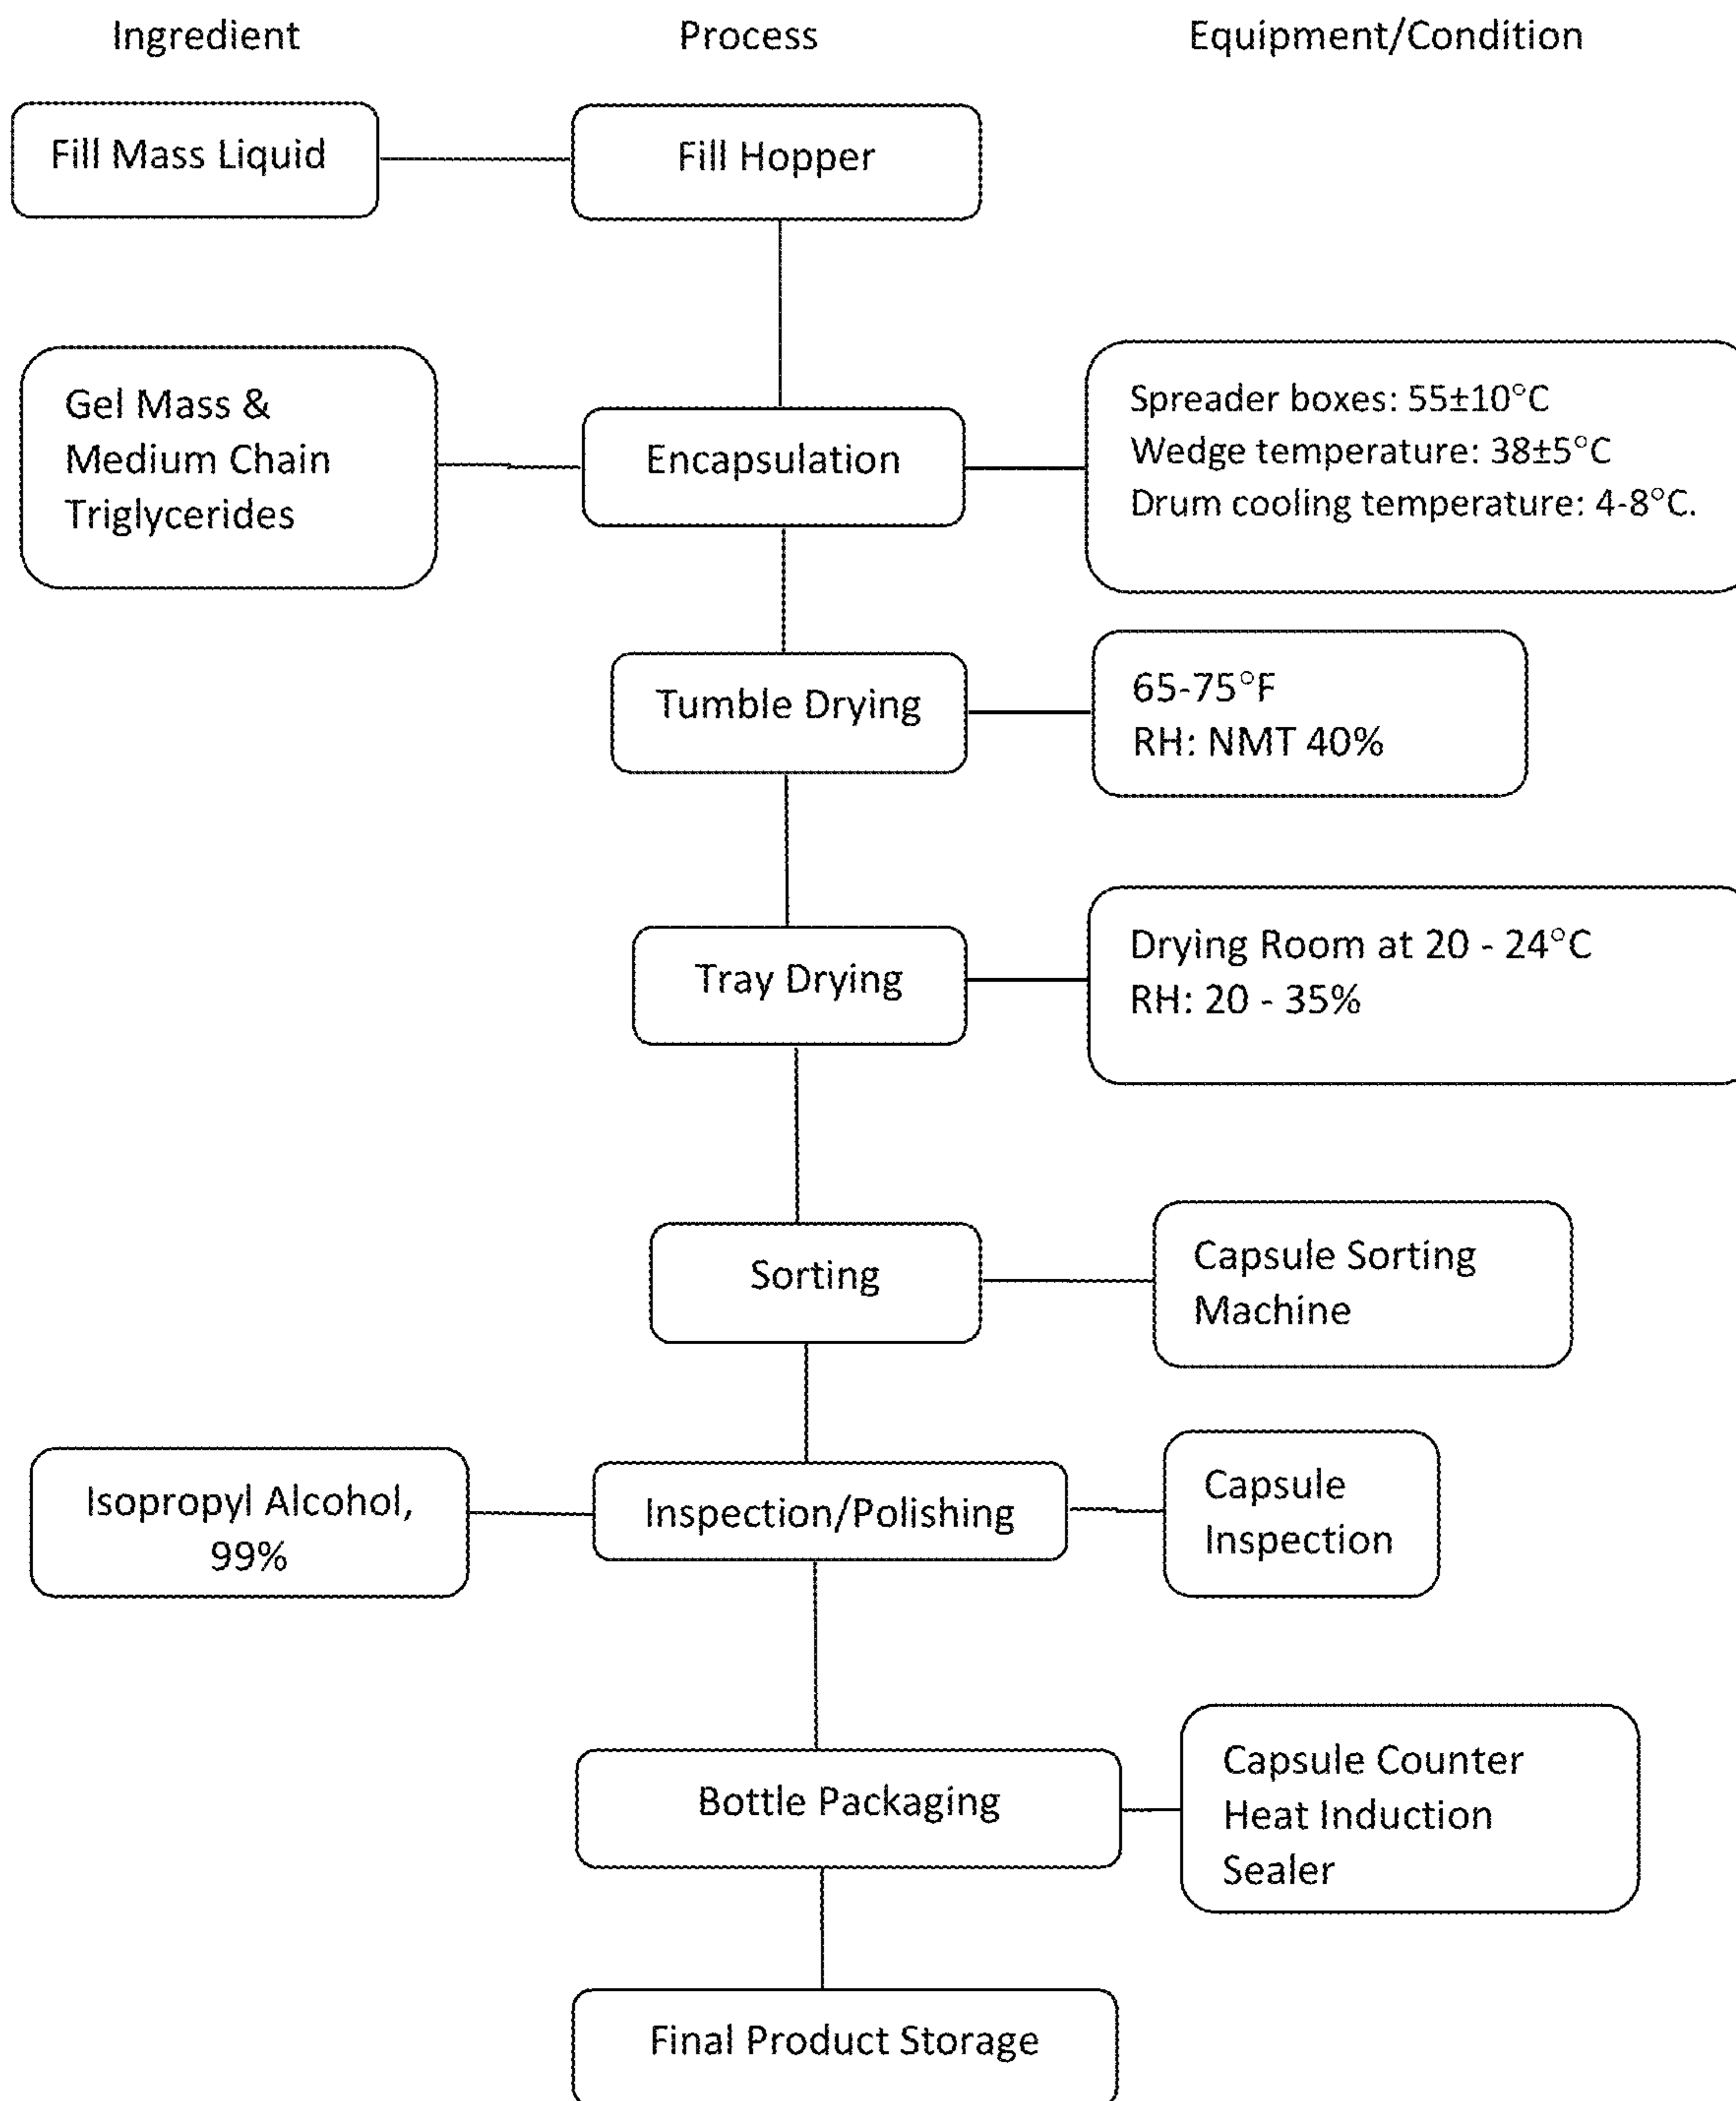 Ingredient
Process
Equipment/Condition
Fill Mass Liquid
Fill Hopper
Gel Mass &
Medium Chain
Triglycerides
Encapsulation
Spreader boxes: 55±10°C
Wedge temperature: 38±5°C
Drum cooling temperature: 4-8°C.
Tumble Drying
65-75°F
RH: NMT 40%
Tray Drying
Drying Room at 20 - 24°C
RH: 20 - 35%
Sorting
Capsule Sorting
Machine
Isopropyl Alcohol,
99%
Inspection/Polishing
Capsule
Inspection
Bottle Packaging
Capsule Counter
Heat Induction
Sealer
Final Product Storage